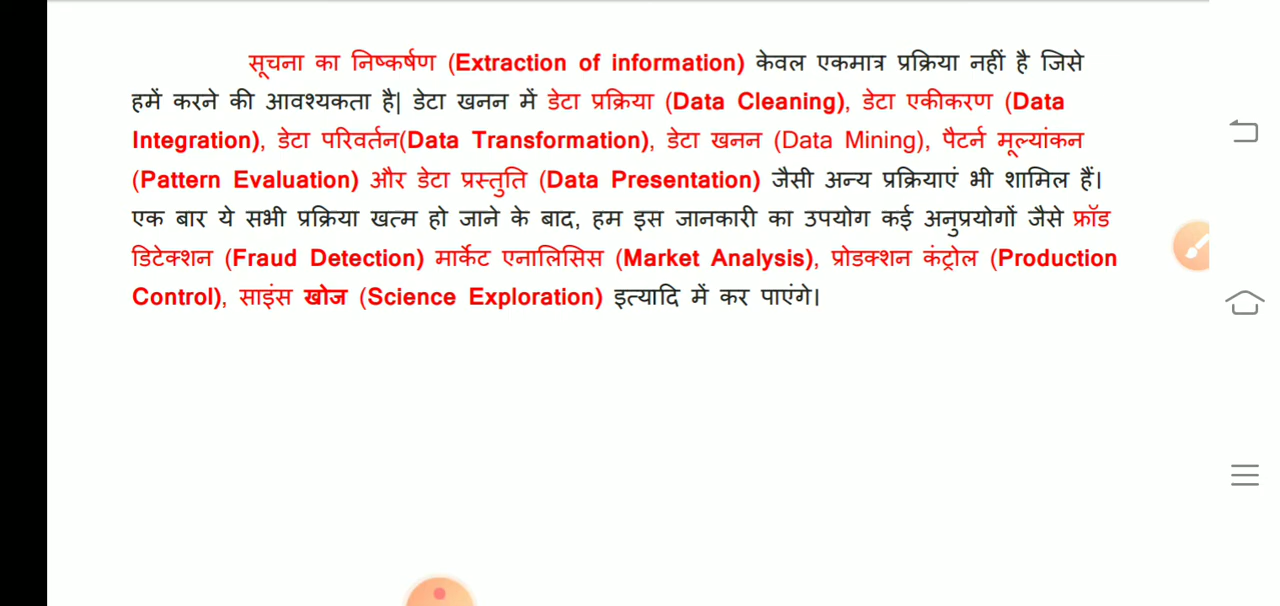 सूचना का निष्कर्षण (Extraction of information) केवल एकमात्र प्रक्रिया नहीं है जिसे
हमें करने की आवश्यकता है| डेटा खनन में डेटा प्रक्रिया (Data Cleaning), डेटा एकीकरण (Data
Integration), डेटा परिवर्तन(Data Transformation), डेटा खनन (Data Mining), पैटर्न मूल्यांकन
(Pattern Evaluation) और डेटा प्रस्तुति (Data Presentation) जैसी अन्य प्रक्रियाएं भी शामिल हैं।
एक बार ये सभी प्रक्रिया खत्म हो जाने के बाद, हम इस जानकारी का उपयोग कई अनुप्रयोगों जैसे फ्रॉड
डिटेक्शन (Fraud Detection) मार्केट एनालिसिस (Market Analysis), प्रोडक्शन कंट्रोल (Production
Control), साइंस खोज (Science Exploration) इत्यादि में कर पाएंगे।